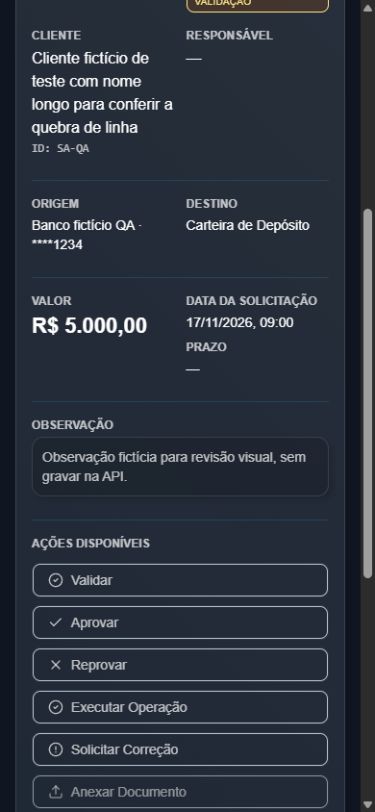 VALIDAÇÃO
CLIENTE
Cliente fictício de
teste com nome
longo para conferir a
quebra de linha
ID: SA-QA
RESPONSÁVEL
—
ORIGEM
Banco fictício QA ·
****1234
DESTINO
Carteira de Depósito
VALOR
R$ 5.000,00
DATA DA SOLICITAÇÃO
17/11/2026, 09:00
PRAZO
—
OBSERVAÇÃO
Observação fictícia para revisão visual, sem
gravar na API.
AÇÕES DISPONÍVEIS
Validar
Aprovar
Reprovar
Executar Operação
Solicitar Correção
Anexar Documento